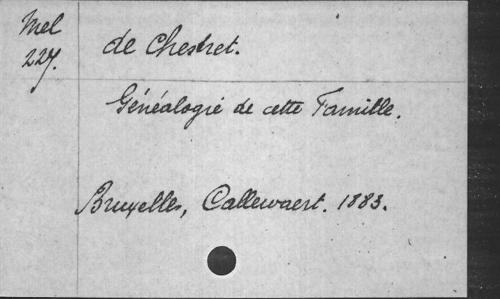 Mel
227.
de Chestret.
Généalogie de cette Famille.
Bruxelles, Callewaert. 1883.